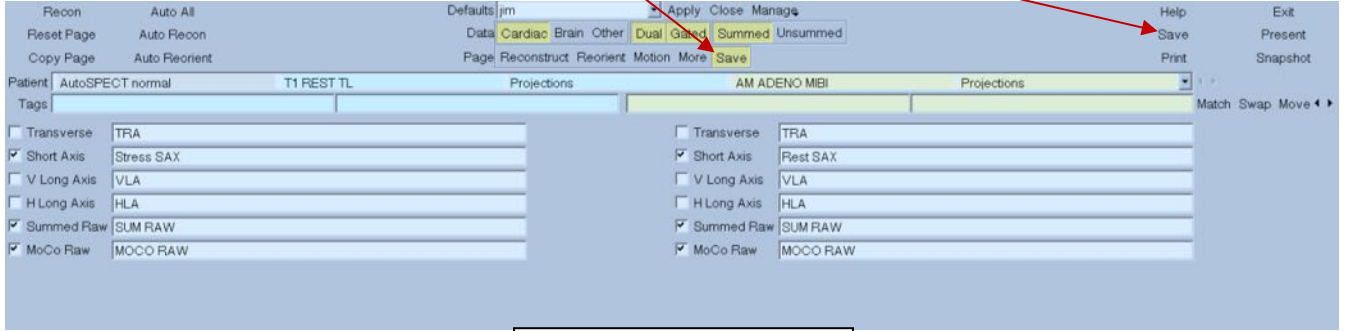 Recon Auto All Defaults jim Apply Close Manage Help Exit
Reset Page Auto Recon Data Cardiac Brain Other Dual Gated Summed Unsummed Save Present
Copy Page Auto Reorient Page Reconstruct Reorient Motion More Save Print Snapshot
Patient AutoSPECT normal T1 REST TL Projections AM ADENO MIBI Projections
Tags Match Swap Move
Transverse TRA Transverse TRA
Short Axis Stress SAX Short Axis Rest SAX
V Long Axis VLA V Long Axis VLA
H Long Axis HLA H Long Axis HLA
Summed Raw SUM RAW Summed Raw SUM RAW
MoCo Raw MOCO RAW MoCo Raw MOCO RAW